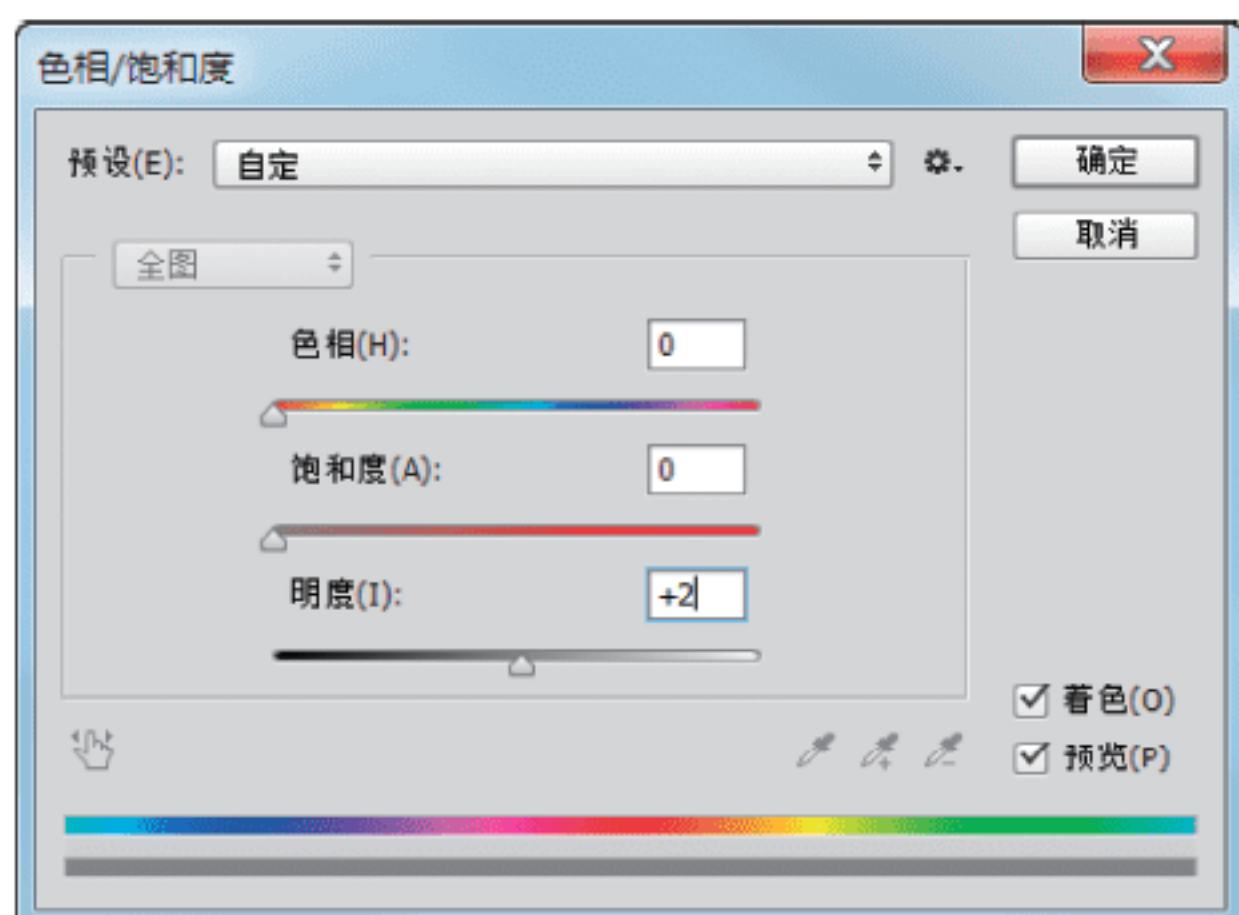 色相/饱和度
预设(E): 自定
确定
取消
全图
色相(H): 0
饱和度(A): 0
明度(I): +2
着色(O)
预览(P)